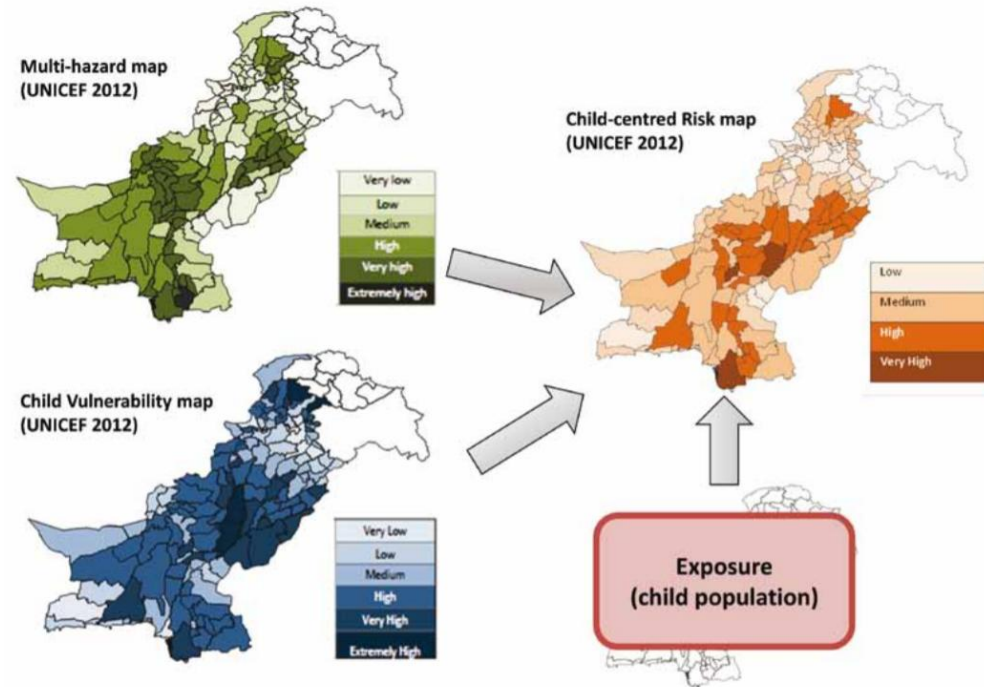 Multi-hazard map
(UNICEF 2012)
Very low
Low
Medium
High
Very high
Extremely high
Child-centred Risk map
(UNICEF 2012)
Low
Medium
High
Very High
Child Vulnerability map
(UNICEF 2012)
Very Low
Low
Medium
High
Very High
Extremely High
Exposure
(child population)